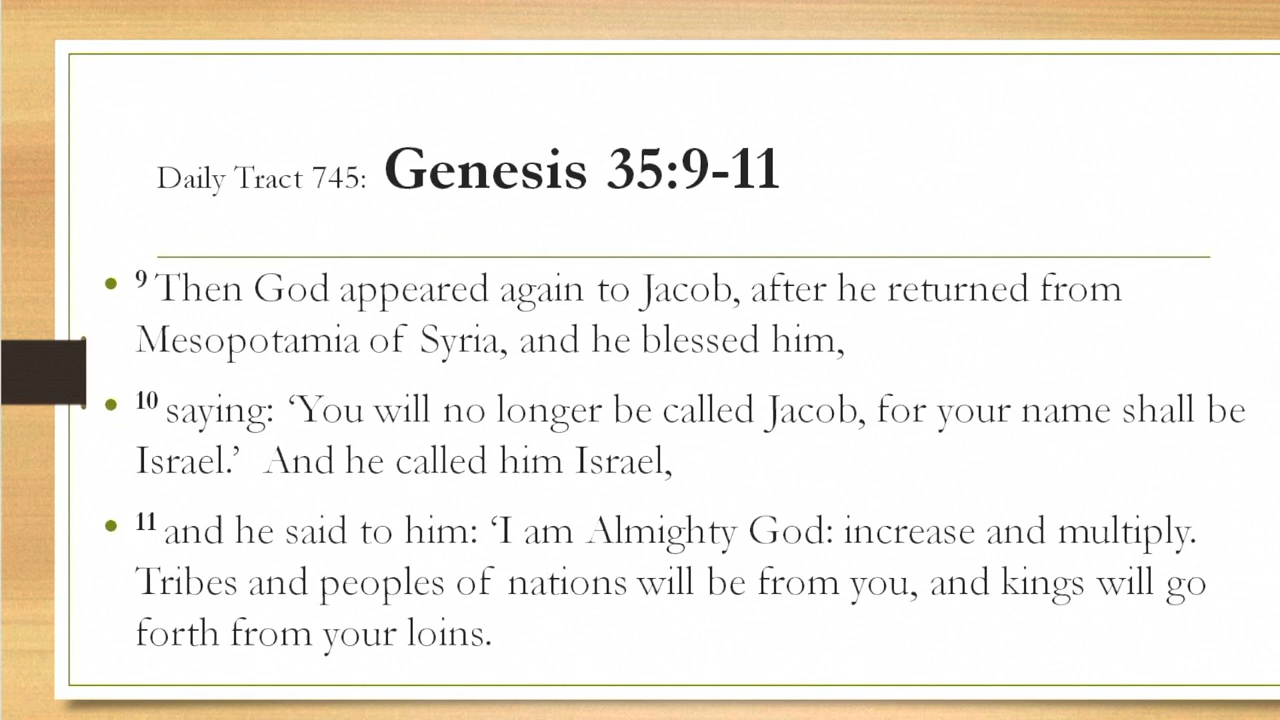 Daily Tract 745: Genesis 35:9-11
• 9 Then God appeared again to Jacob, after he returned from
Mesopotamia of Syria, and he blessed him,
• 10 saying: ‘You will no longer be called Jacob, for your name shall be
Israel.’  And he called him Israel,
• 11 and he said to him: ‘I am Almighty God: increase and multiply.
Tribes and peoples of nations will be from you, and kings will go
forth from your loins.